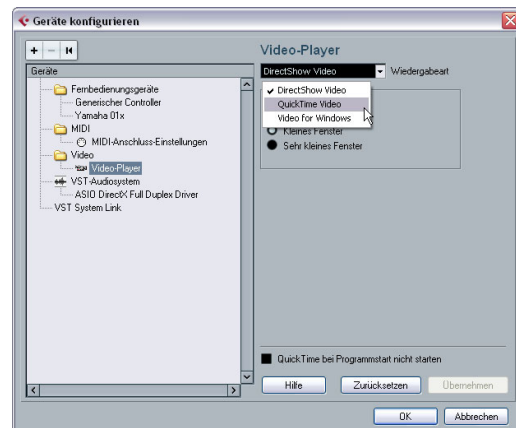 Geräte konfigurieren
Geräte
Fernbedienungsgeräte
Generischer Controller
Yamaha 01x
MIDI
MIDI-Anschluss-Einstellungen
Video
Video-Player
VST-Audiosystem
ASIO DirectX Full Duplex Driver
VST System Link
Video-Player
DirectShow Video Wiedergabeart
DirectShow Video
QuickTime Video
Video for Windows
Kleines Fenster
Sehr kleines Fenster
QuickTime bei Programmstart nicht starten
Hilfe Zurücksetzen Übernehmen
OK Abbrechen